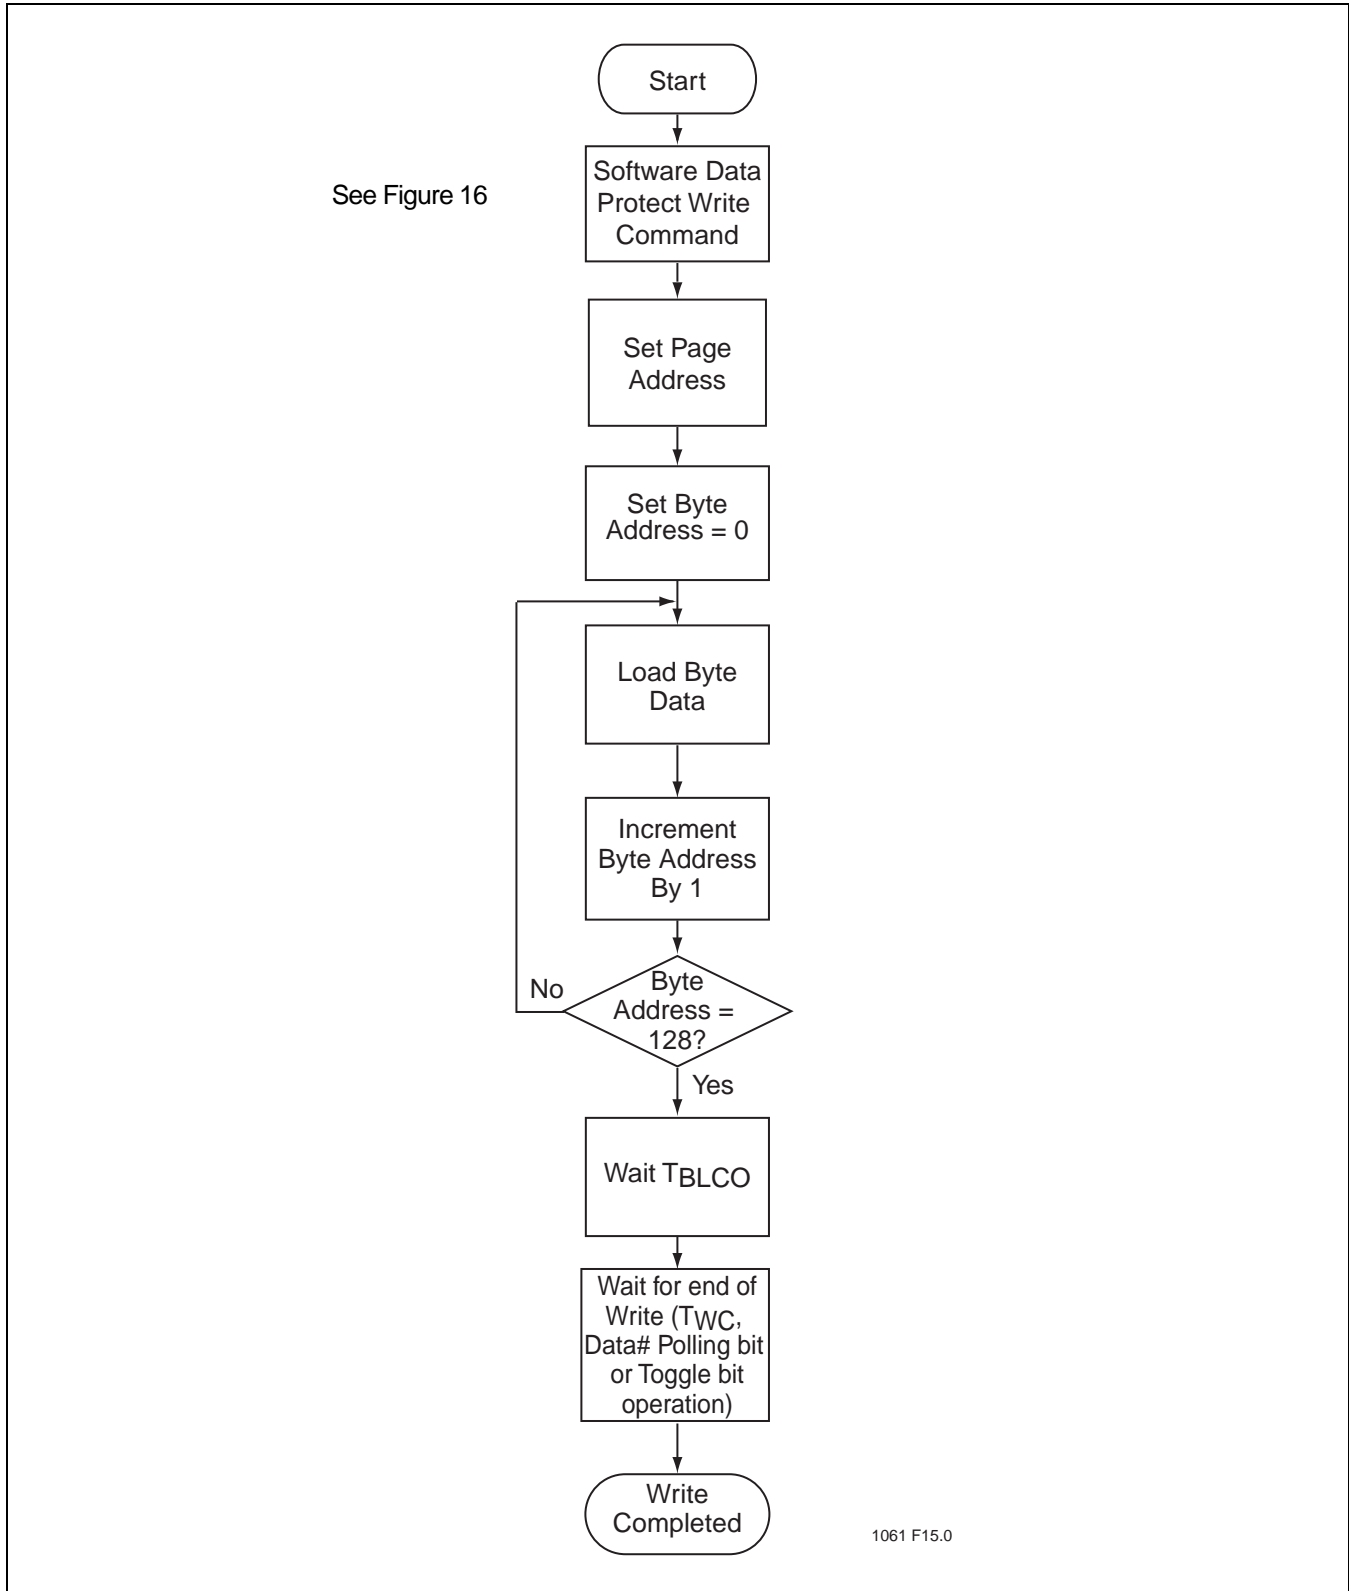 Start
See Figure 16
Software Data
Protect Write
Command
Set Page
Address
Set Byte
Address = 0
Load Byte
Data
Increment
Byte Address
By 1
No
Byte
Address =
128?
Yes
Wait TBLCO
Wait for end of
Write (TWC,
Data# Polling bit
or Toggle bit
operation)
Write
Completed
1061 F15.0